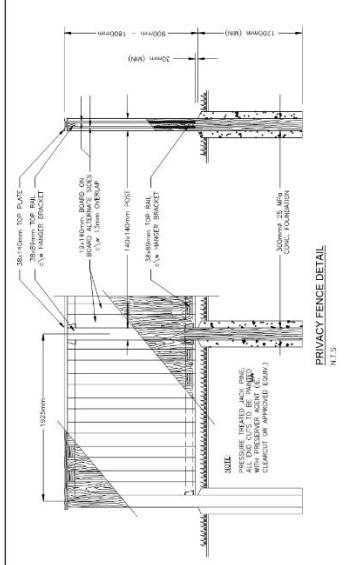 38x140mm TOP PLATE
38x89mm TOP RAIL
c\w HANGER BRACKET
19x140mm BOARD ON
BOARD ALTERNATE SIDES
c\w 13mm OVERLAP
140x140mm POST
38x89mm TOP RAIL
c\w HANGER BRACKET
300mmø 25 MPa
CONC. FOUNDATION
900mm - 1800mm
30mm (MIN)
1200mm (MIN)
1925mm
NOTE:
PRESSURE TREATED JACK PINE.
ALL END CUTS TO BE PAINTED
WITH PRESERVER AGENT (IE.
CLEARCUT OR APPROVED EQUIV.)
PRIVACY FENCE DETAIL
N.T.S